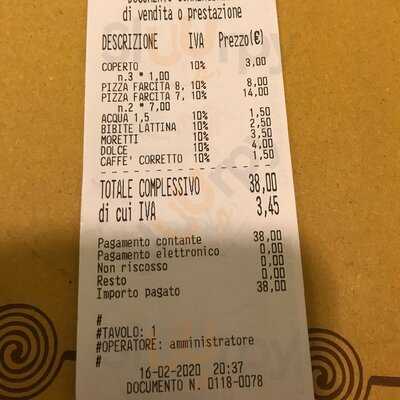 DOCUMENTO COMMERCIALE
di vendita o prestazione
DESCRIZIONE IVA Prezzo(€)
COPERTO 10% 3,00
n.3 * 1,00
PIZZA FARCITA 8, 10% 8,00
PIZZA FARCITA 7, 10% 14,00
n.2 * 7,00
ACQUA 1,5 10% 1,50
BIBITE LATTINA 10% 2,50
MORETTI 10% 3,50
DOLCE 10% 4,00
CAFFE' CORRETTO 10% 1,50
TOTALE COMPLESSIVO 38,00
di cui IVA 3,45
Pagamento contante 38,00
Pagamento elettronico 0,00
Non riscosso 0,00
Resto 0,00
Importo pagato 38,00
#
#TAVOLO: 1
#OPERATORE: amministratore
#
16-02-2020 20:37
DOCUMENTO N. 0118-0078